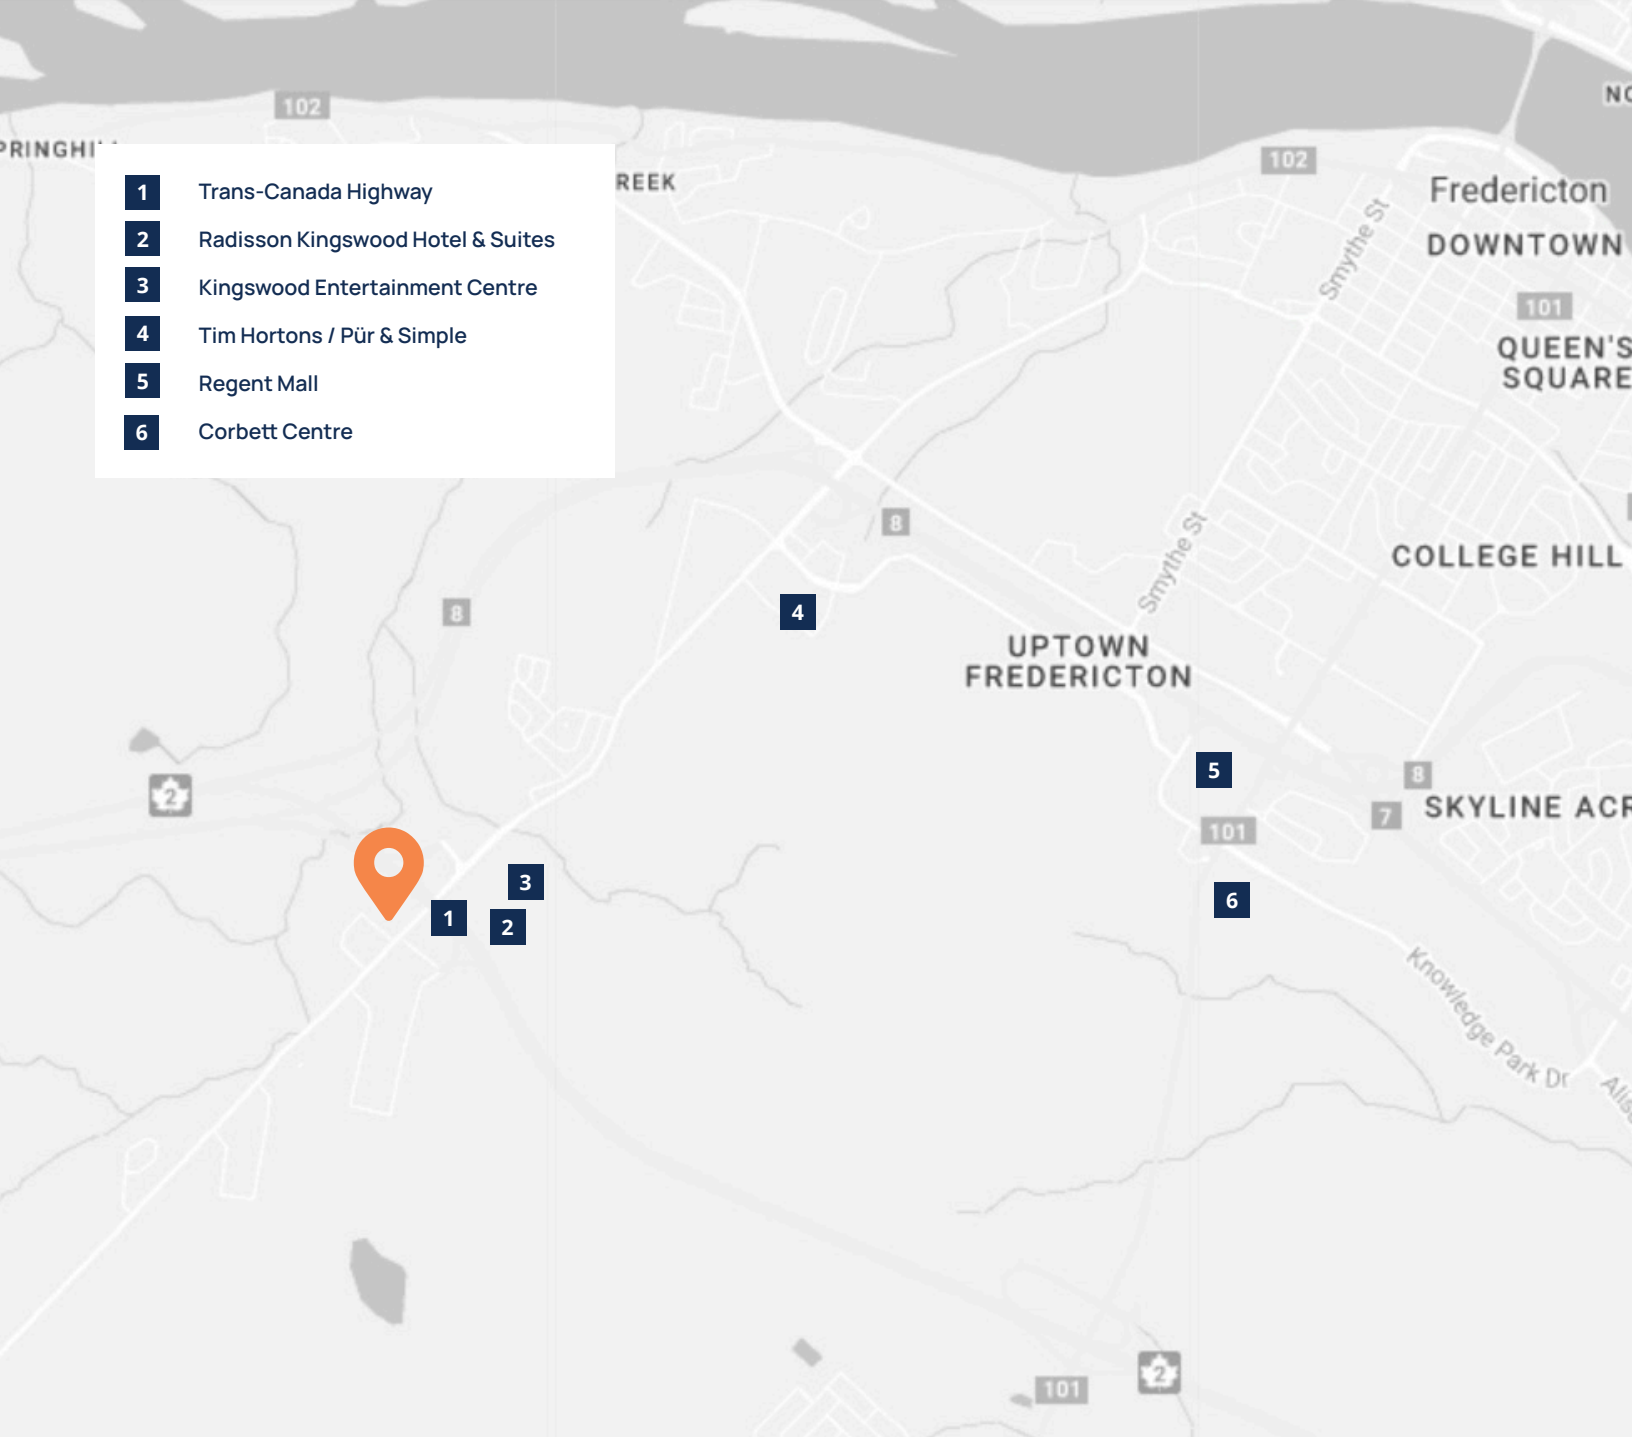 102
NO
PRINGHI
REEK
102
Fredericton
DOWNTOWN
Smythe St
101
QUEEN'S
SQUARE
1 Trans-Canada Highway
2 Radisson Kingswood Hotel & Suites
3 Kingswood Entertainment Centre
4 Tim Hortons / Pür & Simple
5 Regent Mall
6 Corbett Centre
8
COLLEGE HILL
Smythe St
8
4
UPTOWN
FREDERICTON
5
8
2
7
SKYLINE ACR
101
3
6
1
2
Knowledge Park Dr
Aliso
2
101